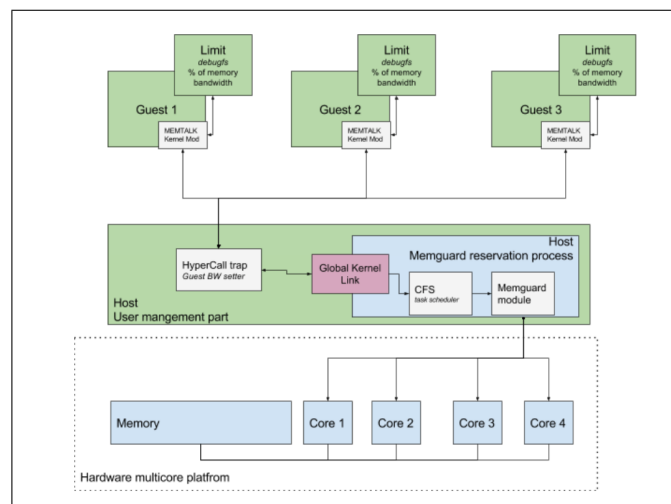 Limit
debugfs
% of memory
bandwidth
Guest 1
MEMTALK
Kernel Mod
Limit
debugfs
% of memory
bandwidth
Guest 2
MEMTALK
Kernel Mod
Limit
debugfs
% of memory
bandwidth
Guest 3
MEMTALK
Kernel Mod
Host
Memguard reservation process
HyperCall trap
Guest BW setter
Global Kernel
Link
CFS
task scheduler
Memguard
module
Host
User mangement part
Memory
Core 1
Core 2
Core 3
Core 4
Hardware multicore platfrom